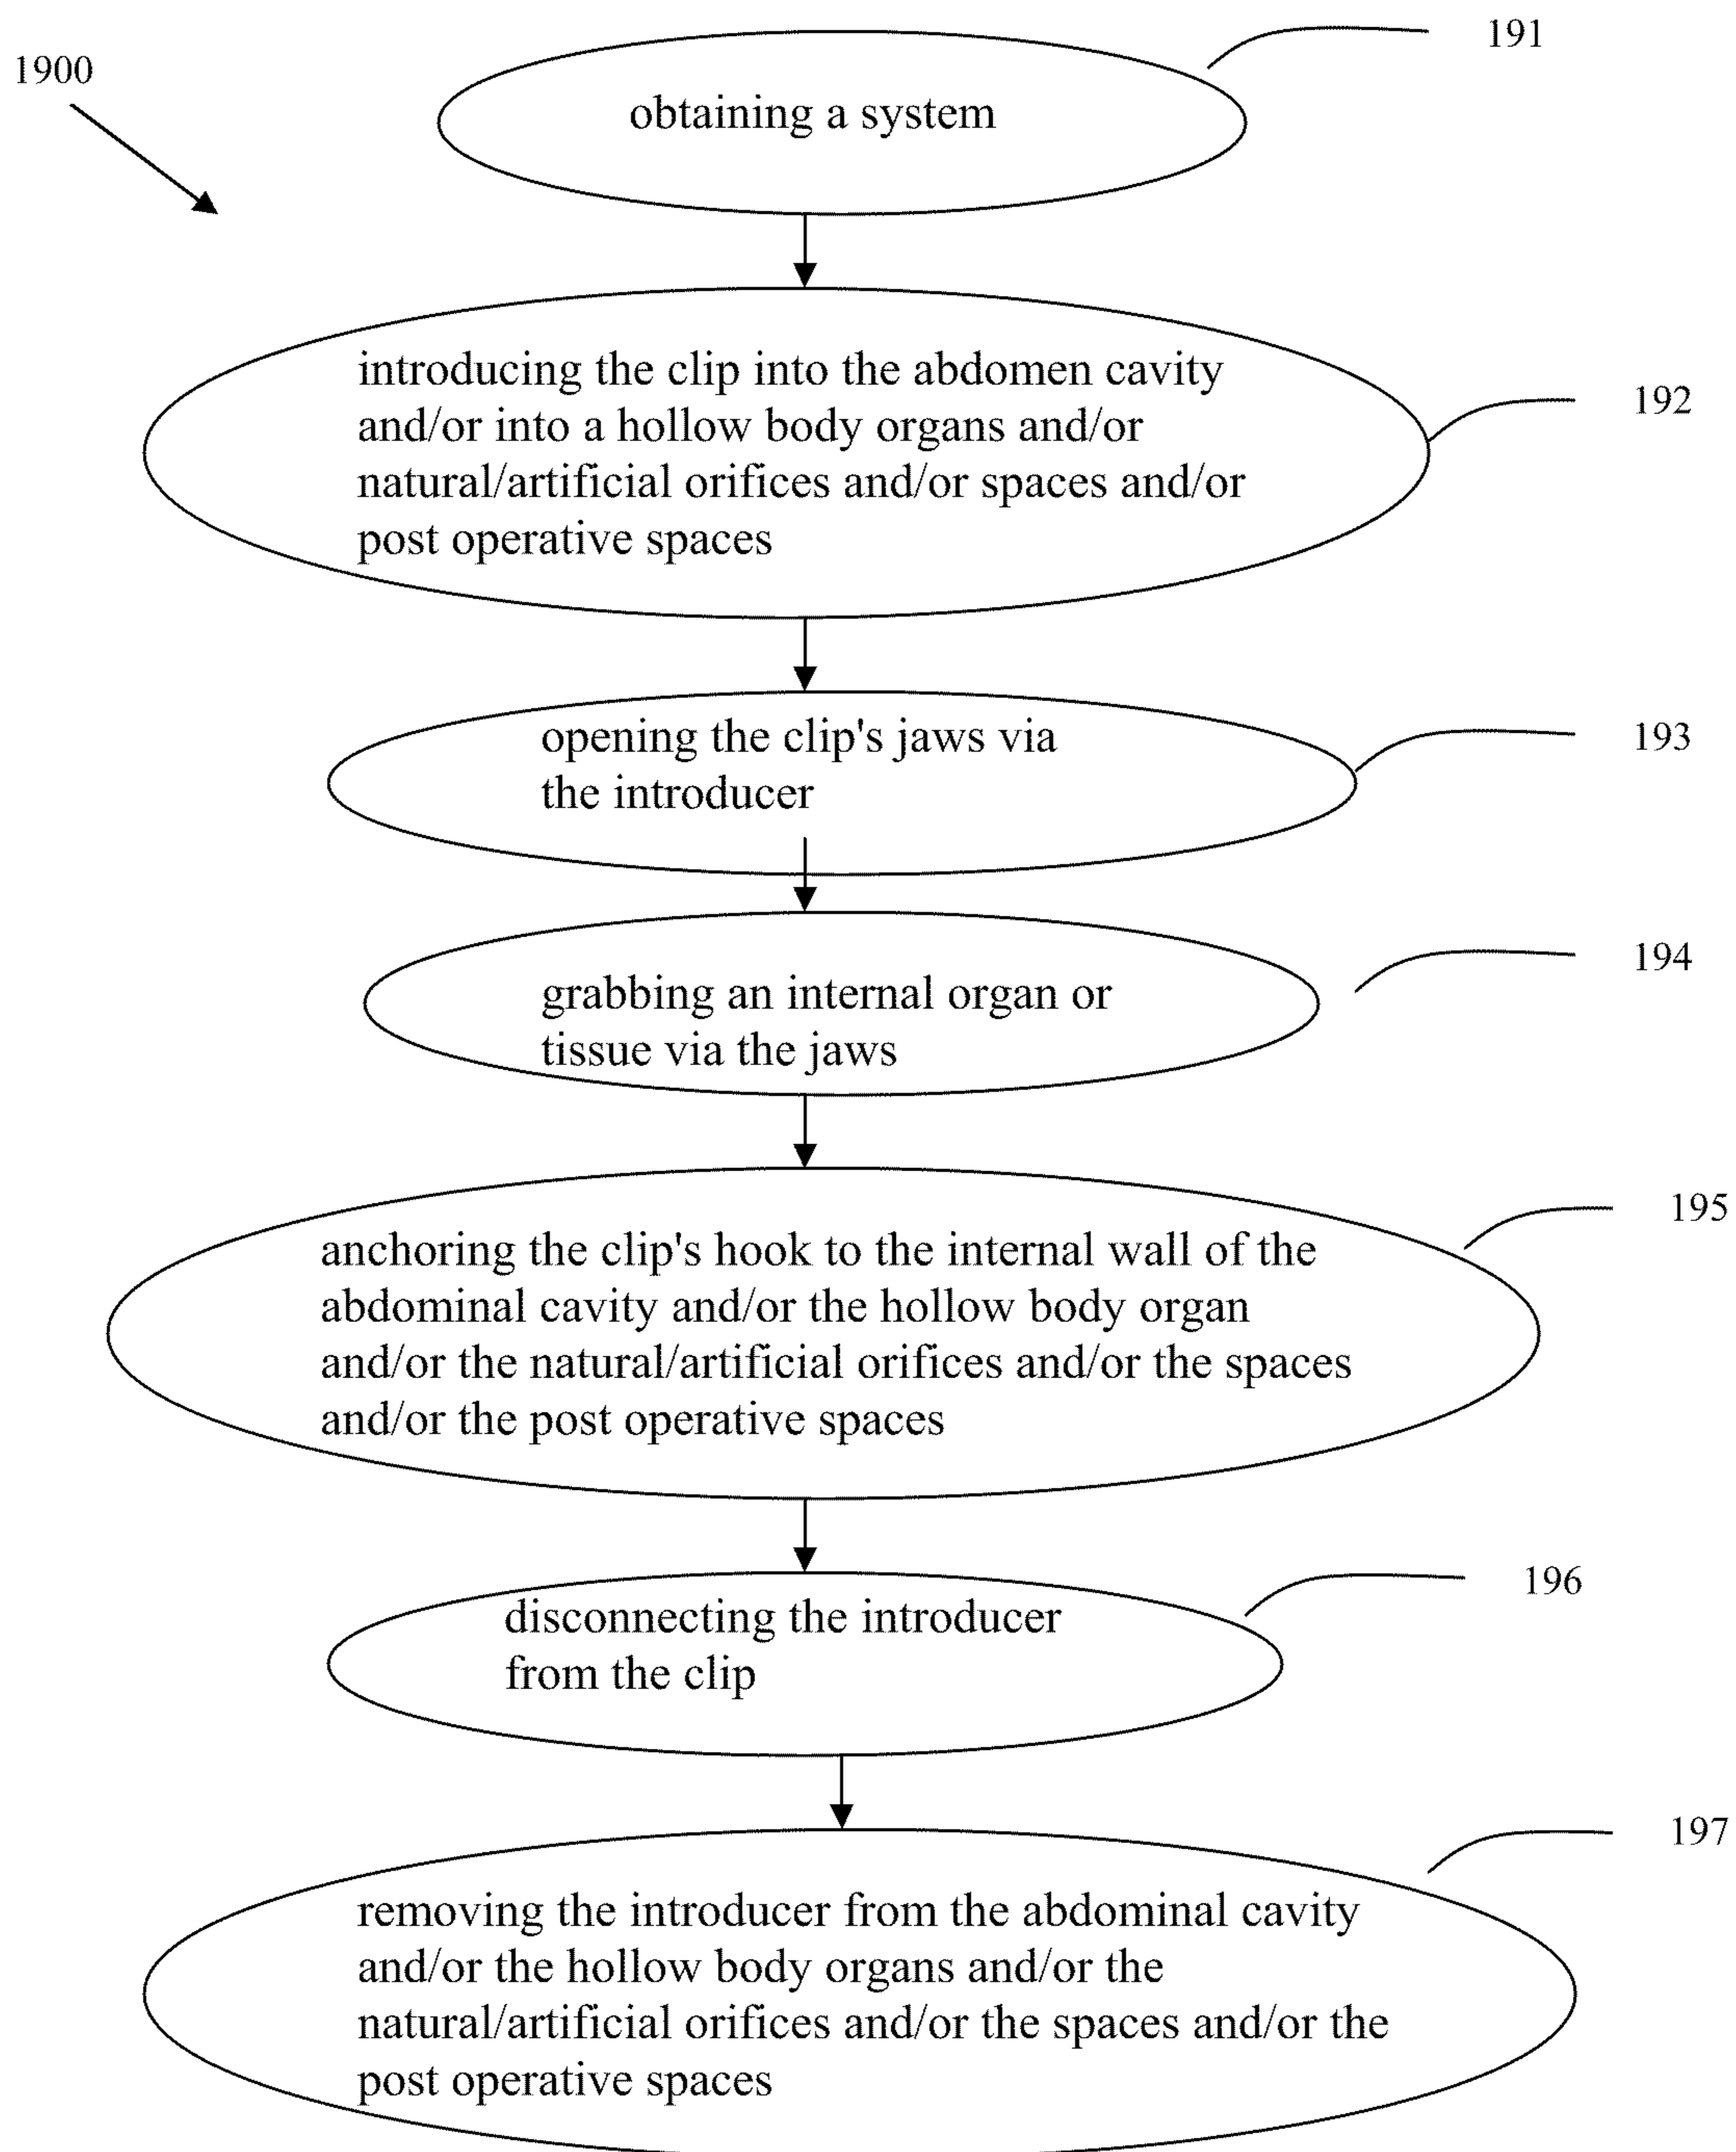 191
1900
obtaining a system
introducing the clip into the abdomen cavity
and/or into a hollow body organs and/or
natural/artificial orifices and/or spaces and/or
post operative spaces
192
opening the clip's jaws via
the introducer
193
grabbing an internal organ or
tissue via the jaws
194
anchoring the clip's hook to the internal wall of the
abdominal cavity and/or the hollow body organ
and/or the natural/artificial orifices and/or the spaces
and/or the post operative spaces
195
disconnecting the introducer
from the clip
196
removing the introducer from the abdominal cavity
and/or the hollow body organs and/or the
natural/artificial orifices and/or the spaces and/or the
post operative spaces
197